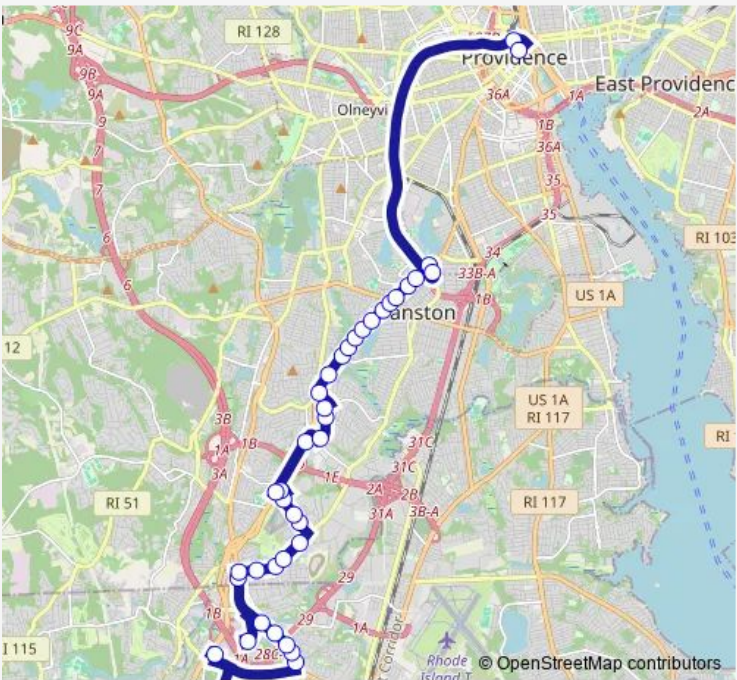 9C
9A
RI 128
9B
9A
Providence
East Providenc
36A
1A
Olneyvi
2A
9
1B
36A
7
35
7
35
RI 103
6
34
33B-A
6
1B
US 1A
anston
12
US 1A
RI 117
3B
RI
1A
1B
31C
3A
31C
1E
2A
2B
RI 51
31A
3B-A
RI 117
29
1B
29
1A
I 115
28C
1A
Rhode
Island T
t Corridor
© OpenStreetMap contributors